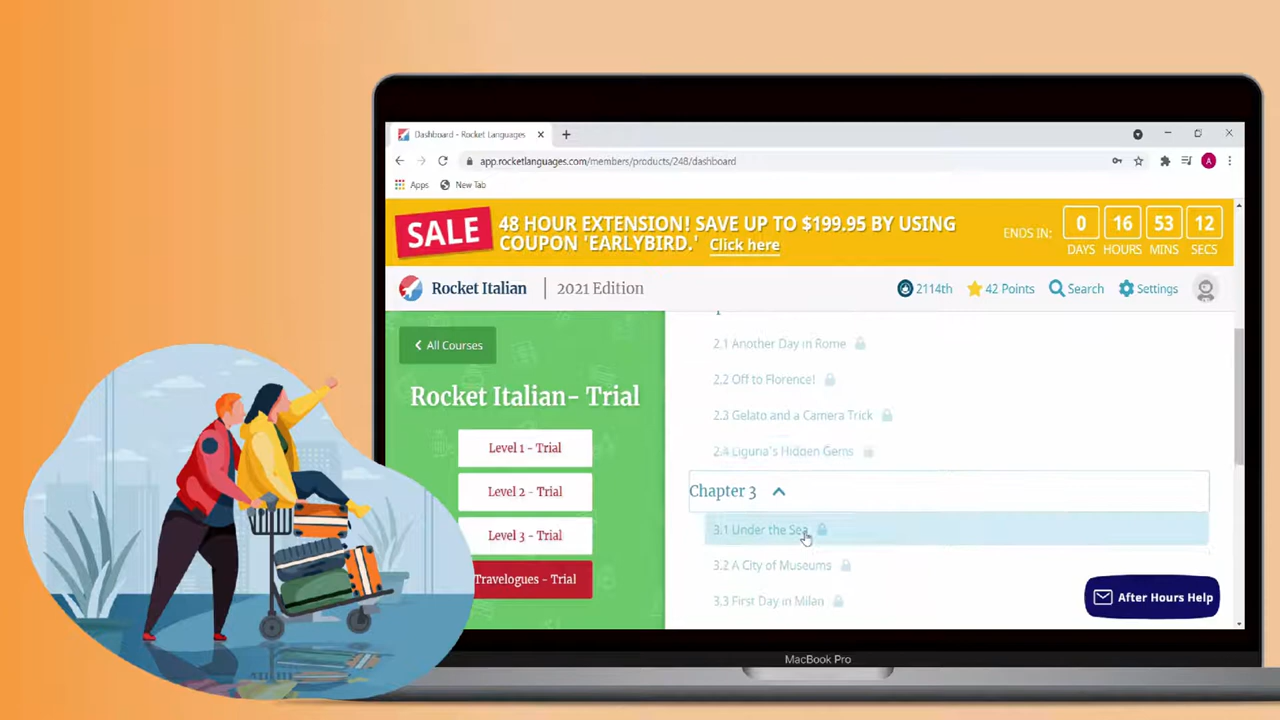 Dashboard - Rocket Languages
app.rocketlanguages.com/members/products/248/dashboard
A
Apps
New Tab
SALE
48 HOUR EXTENSION! SAVE UP TO $199.95 BY USING
COUPON 'EARLYBIRD.' Click here
ENDS IN:
0 16 53 12
DAYS HOURS MINS SECS
Rocket Italian
2021 Edition
2114th
42 Points
Search
Settings
All Courses
Rocket Italian- Trial
Level 1 - Trial
Level 2 - Trial
Level 3 - Trial
Travelogues - Trial
2.1 Another Day in Rome
2.2 Off to Florence!
2.3 Gelato and a Camera Trick
2.4 Liguria's Hidden Gems
Chapter 3
3.1 Under the Sea
3.2 A City of Museums
3.3 First Day in Milan
After Hours Help
MacBook Pro